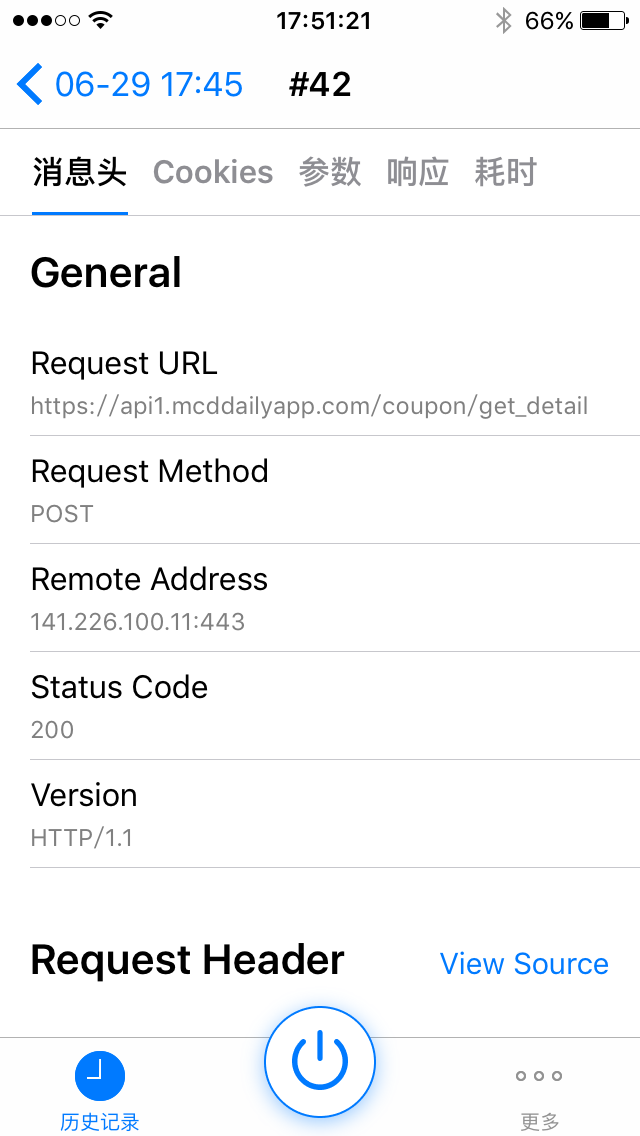 17:51:21 66%
06-29 17:45 #42
消息头 Cookies 参数 响应 耗时
General
Request URL
https://api1.mcddailyapp.com/coupon/get_detail
Request Method
POST
Remote Address
141.226.100.11:443
Status Code
200
Version
HTTP/1.1
Request Header View Source
历史记录 更多